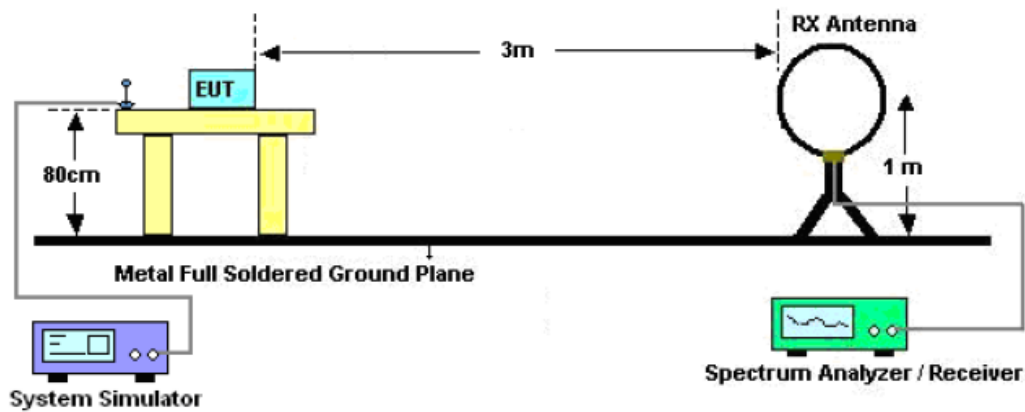 RX Antenna
3m
EUT
80cm
1 m
Metal Full Soldered Ground Plane
System Simulator
Spectrum Analyzer / Receiver